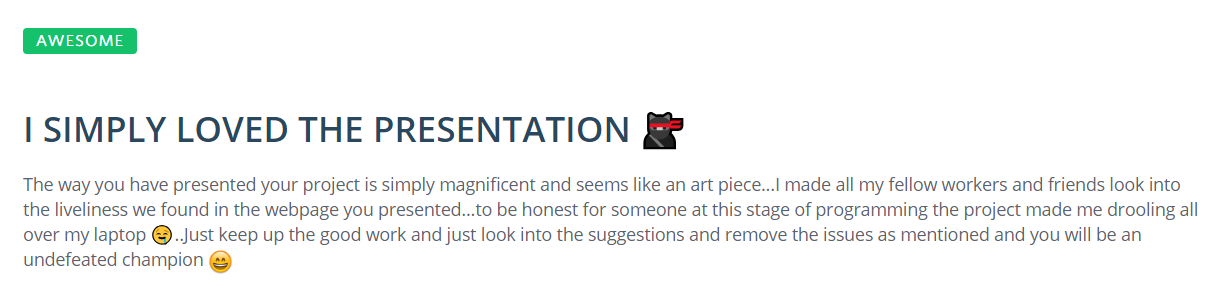 AWESOME
I SIMPLY LOVED THE PRESENTATION 🐱‍👤
The way you have presented your project is simply magnificent and seems like an art piece...I made all my fellow workers and friends look into
the liveliness we found in the webpage you presented...to be honest for someone at this stage of programming the project made me drooling all
over my laptop 🤤..Just keep up the good work and just look into the suggestions and remove the issues as mentioned and you will be an
undefeated champion 😄